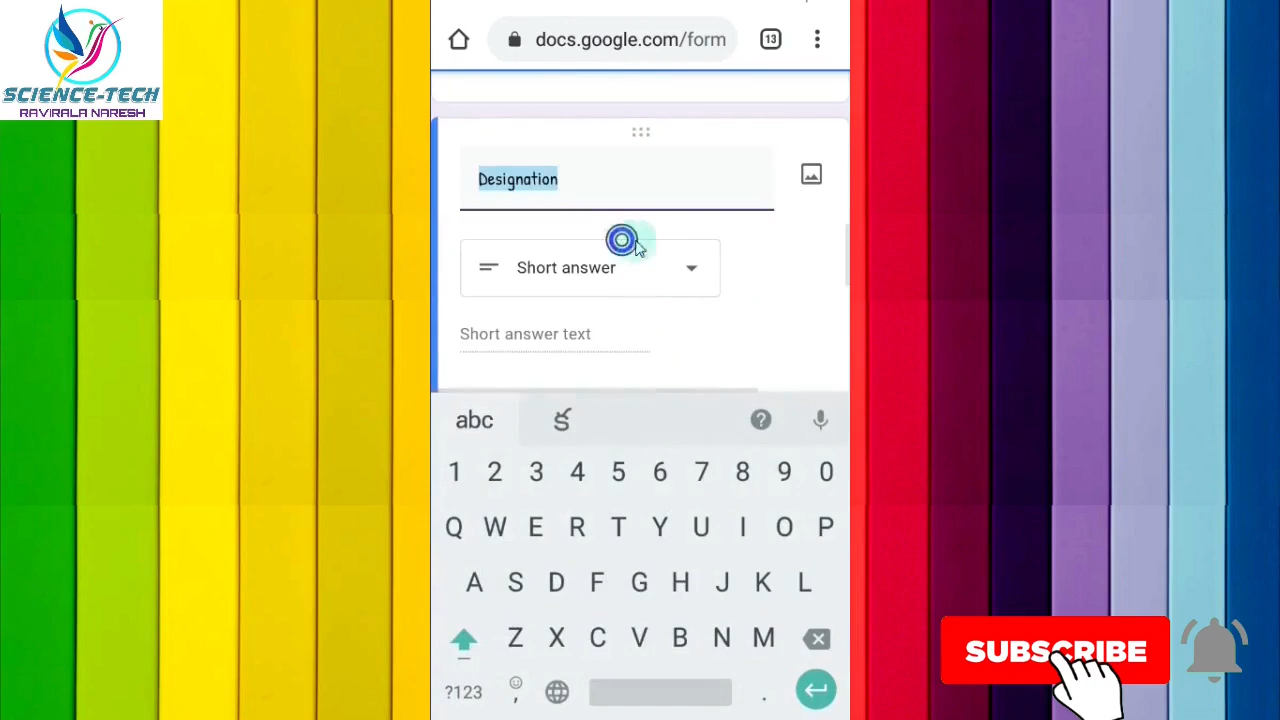 SCIENCE-TECH
RAVIRALA NARESH
docs.google.com/form
13
Designation
Short answer
Short answer text
abc
క
1 2 3 4 5 6 7 8 9 0
Q W E R T Y U I O P
A S D F G H J K L
Z X C V B N M
?123 , .
SUBSCRIBE